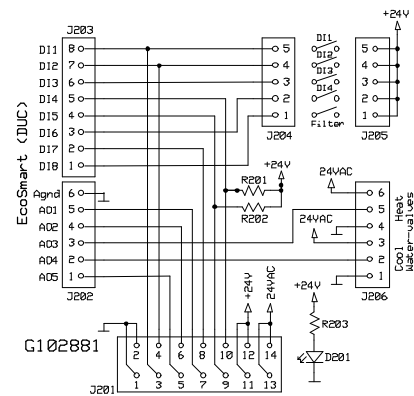 +24V
J203
DI1 8
DI2 7
DI3 6
DI4 5
DI5 4
DI6 3
DI7 2
DI8 1
EcoSmart (DUC)
5
4
3
2
1
J204
DI1
DI2
DI3
DI4
Filter
5
4
3
2
1
J205
Agnd 6
AO1 5
AO2 4
AO3 3
AO4 2
AO5 1
J202
+24V
R201
R202
24VAC
24VAC
6
5
4
3
2
1
J206
Heat
Cool
Water-valves
+24V
24VAC
+24V
R203
D201
G102881
2 4 6 8 10 12 14
1 3 5 7 9 11 13
J201